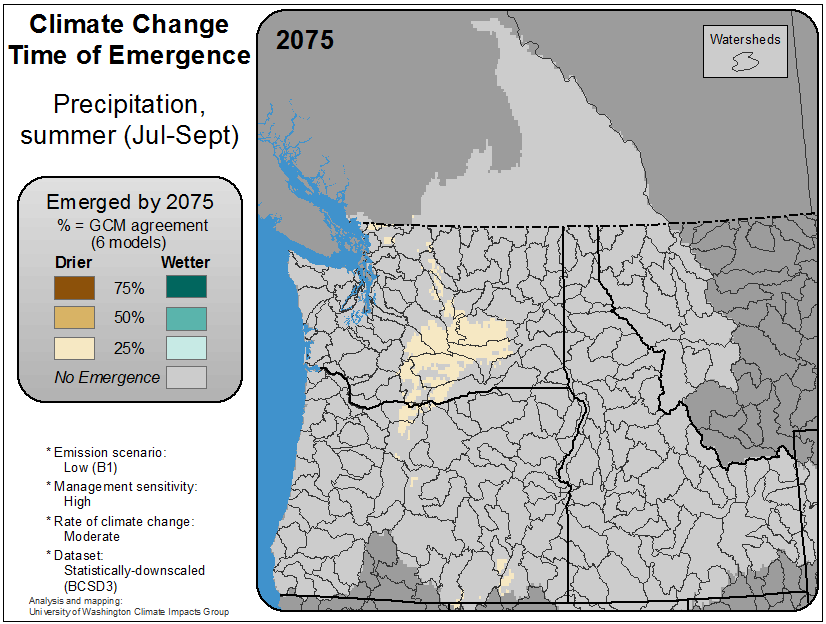 Climate Change
Time of Emergence
Precipitation,
summer (Jul-Sept)
Emerged by 2075
% = GCM agreement
(6 models)
Drier Wetter
75%
50%
25%
No Emergence
* Emission scenario:
Low (B1)
* Management sensitivity:
High
* Rate of climate change:
Moderate
* Dataset:
Statistically-downscaled
(BCSD3)
Analysis and mapping:
University of Washington Climate Impacts Group
2075
Watersheds